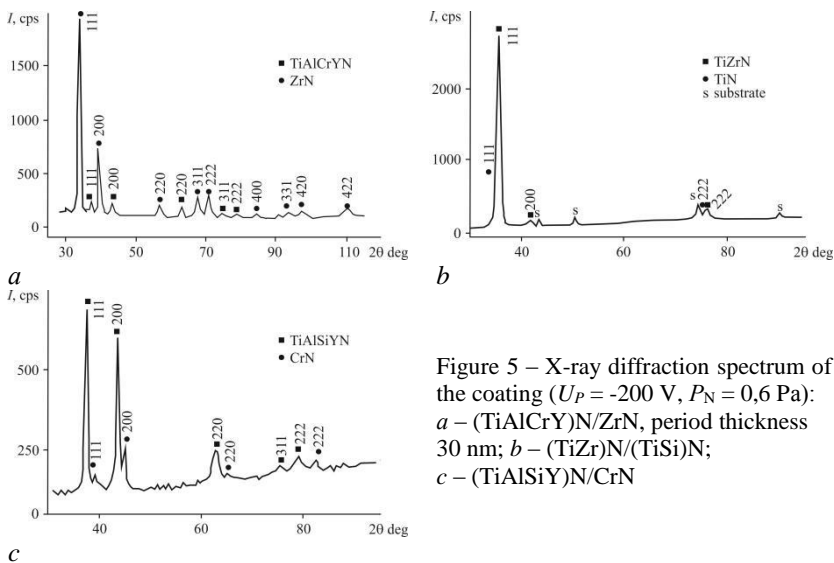 I, cps
111
1500
1000
500
0
■ TiAlCrYN
● ZrN
111
200
200
220
220
311
222
311
222
400
331
420
422
30
50
70
90
110
2θ deg
a
I, cps
111
2000
1000
0
■ TiZrN
● TiN
s substrate
111
200
s
s
s
222
222
s
40
60
80
2θ deg
b
I, cps
111
200
500
250
0
■ TiAlSiYN
● CrN
111
200
220
220
311
222
222
40
60
80
2θ deg
c
Figure 5 – X-ray diffraction spectrum of
the coating (UP = -200 V, PN = 0,6 Pa):
a – (TiAlCrY)N/ZrN, period thickness
30 nm; b – (TiZr)N/(TiSi)N;
c – (TiAlSiY)N/CrN